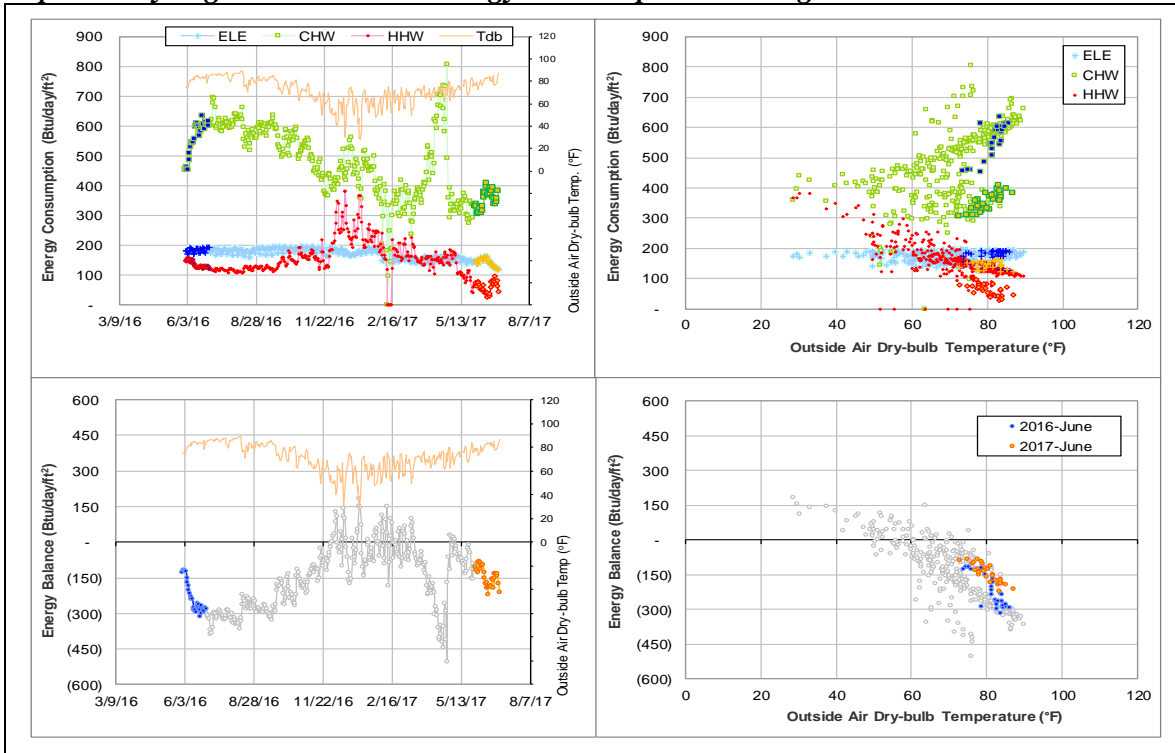 ELE CHW HHW Tdb
Energy Consumption (Btu/day/ft²)
900
800
700
600
500
400
300
200
100
-
120
100
80
60
40
20
0
Outside Air Dry-bulb Temp. (°F)
3/9/16 6/3/16 8/28/16 11/22/16 2/16/17 5/13/17 8/7/17
ELE
CHW
HHW
Energy Consumption (Btu/day/ft²)
900
800
700
600
500
400
300
200
100
-
0 20 40 60 80 100 120
Outside Air Dry-bulb Temperature (°F)
Energy Balance (Btu/day/ft²)
600
450
300
150
-
(150)
(300)
(450)
(600)
120
100
80
60
40
20
0
Outside Air Dry-bulb Temp (°F)
3/9/16 6/3/16 8/28/16 11/22/16 2/16/17 5/13/17 8/7/17
2016-June
2017-June
Energy Balance (Btu/day/ft²)
600
450
300
150
-
(150)
(300)
(450)
(600)
0 20 40 60 80 100 120
Outside Air Dry-bulb Temperature (°F)